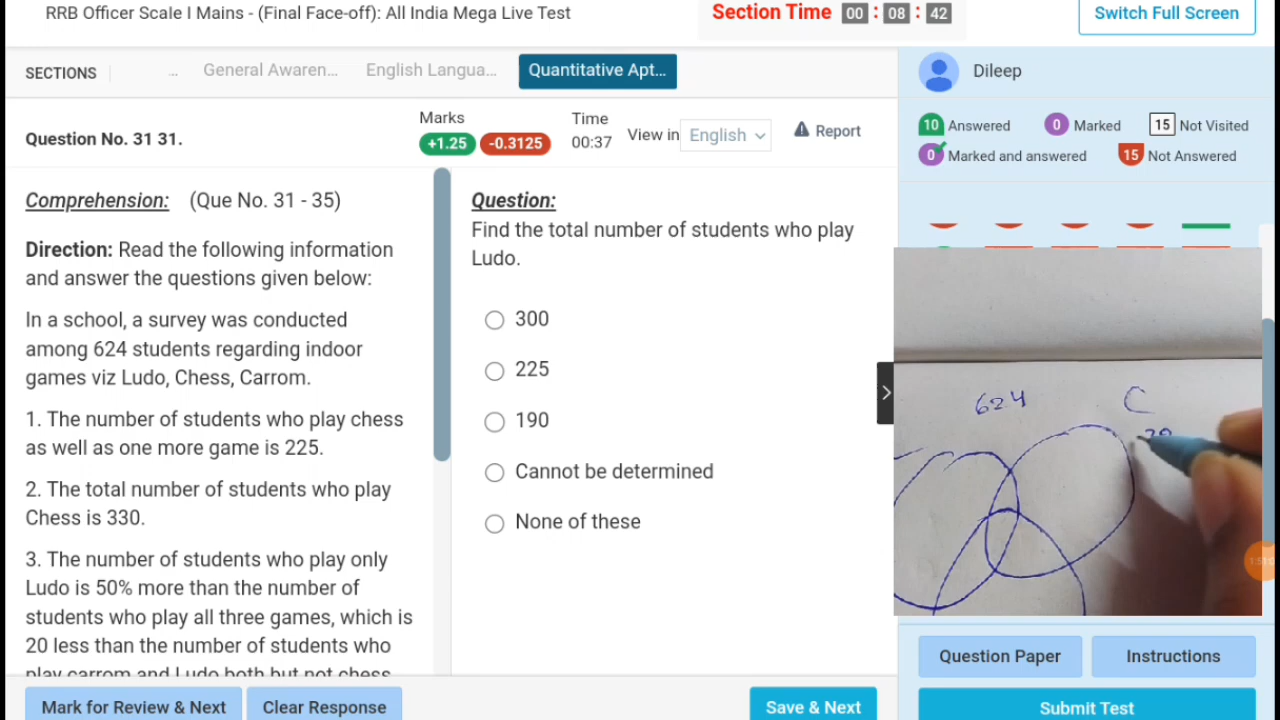 RRB Officer Scale I Mains - (Final Face-off): All India Mega Live Test
Section Time 00 : 08 : 42
Switch Full Screen
SECTIONS
...
General Awaren...
English Langua...
Quantitative Apt...
Dileep
Question No. 31 31.
Marks
+1.25 -0.3125
Time
00:37
View in English
Report
10 Answered
0 Marked
15 Not Visited
0 Marked and answered
15 Not Answered
Comprehension: (Que No. 31 - 35)
Direction: Read the following information
and answer the questions given below:
In a school, a survey was conducted
among 624 students regarding indoor
games viz Ludo, Chess, Carrom.
1. The number of students who play chess
as well as one more game is 225.
2. The total number of students who play
Chess is 330.
3. The number of students who play only
Ludo is 50% more than the number of
students who play all three games, which is
20 less than the number of students who
play carrom and Ludo both but not chess
Question:
Find the total number of students who play
Ludo.
300
225
190
Cannot be determined
None of these
624
C
Mark for Review & Next
Clear Response
Save & Next
Question Paper
Instructions
Submit Test